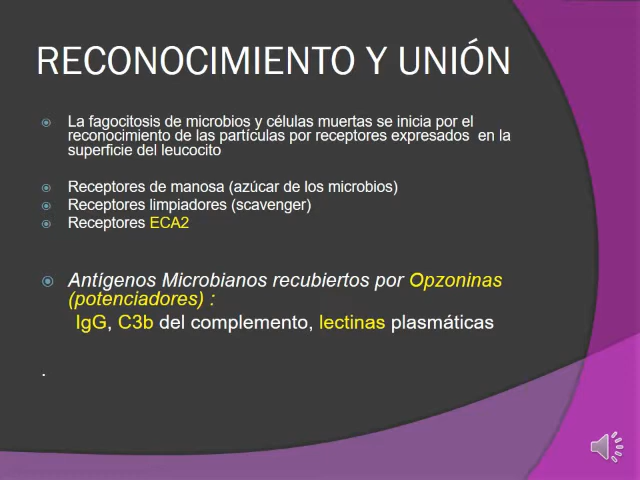 RECONOCIMIENTO Y UNIÓN
La fagocitosis de microbios y células muertas se inicia por el
reconocimiento de las partículas por receptores expresados en la
superficie del leucocito
Receptores de manosa (azúcar de los microbios)
Receptores limpiadores (scavenger)
Receptores ECA2
Antígenos Microbianos recubiertos por Opzoninas
(potenciadores) :
IgG, C3b del complemento, lectinas plasmáticas
.